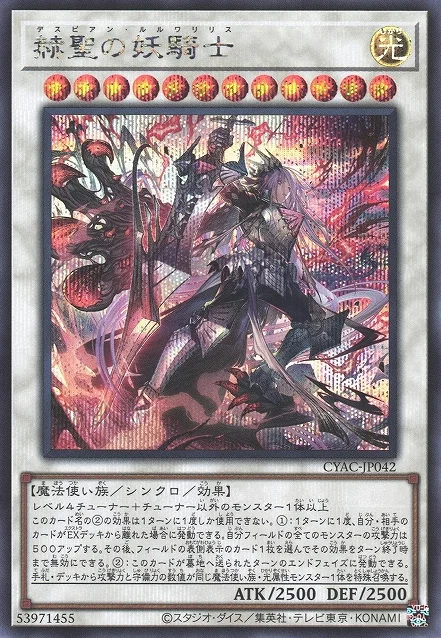 デスピアン・ルルワリリス
赫聖の妖騎士
光
CYAC-JP042
【魔法使い族／シンクロ／効果】
レベル4チューナー＋チューナー以外のモンスター1体以上
このカード名の②の効果は1ターンに1度しか使用できない。①：1ターンに1度、自分・相手の
カードがEXデッキから離れた場合に発動できる。自分フィールドの全てのモンスターの攻撃力は
500アップする。その後、フィールドの表側表示のカード1枚を選んでその効果をターン終了時
まで無効にできる。②：このカードが墓地へ送られたターンのエンドフェイズに発動できる。
手札・デッキから攻撃力と守備力の数値が同じ魔法使い族・光属性モンスター1体を特殊召喚する。
ATK/2500 DEF/2500
53971455
©スタジオ・ダイス／集英社・テレビ東京・KONAMI